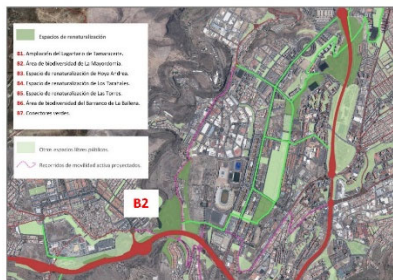 Espacios de renaturalización
B1. Ampliación del Lagartario de Tamaraceite.
B2. Área de biodiversidad de La Mayordomía.
B3. Espacio de renaturalización de Hoya Andrea.
B4. Espacio de renaturalización de Los Tarahales.
B5. Espacio de renaturalización de Las Torres.
B6. Área de biodiversidad del Barranco de La Ballena.
B7. Conectores verdes.
Otros espacios libres públicos.
Recorridos de movilidad activa proyectados.
B2